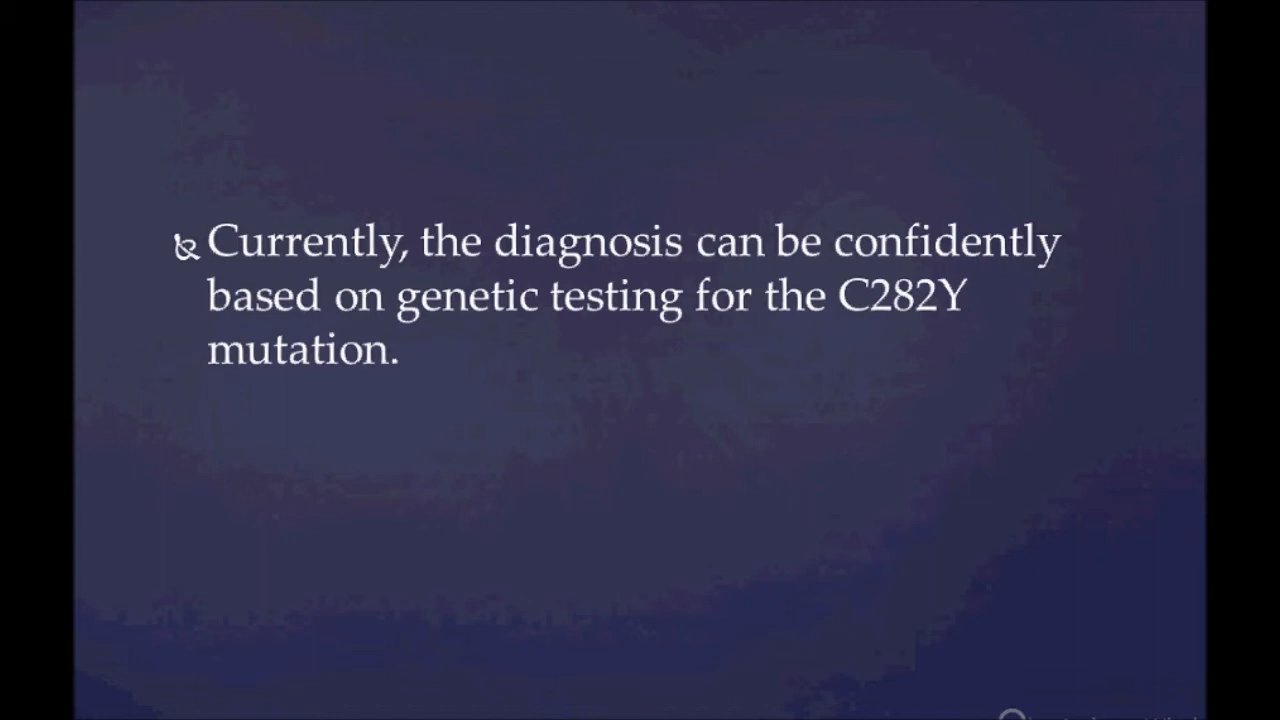 Currently, the diagnosis can be confidently
based on genetic testing for the C282Y
mutation.